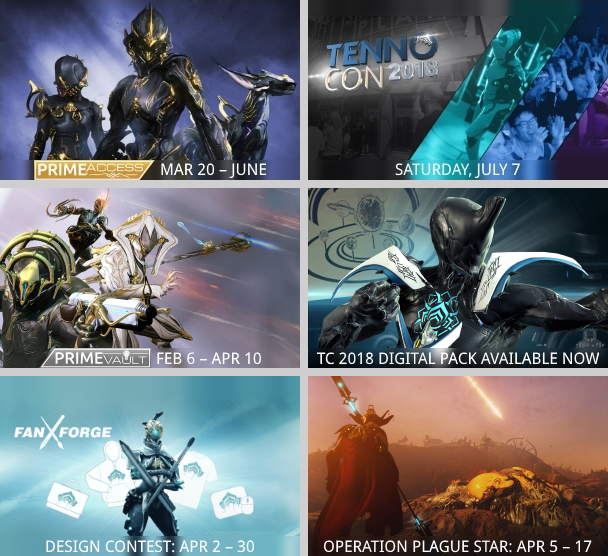 PRIMEACCESS MAR 20 – JUNE
TENNO
CON 2018
SATURDAY, JULY 7
PRIMEVAULT FEB 6 – APR 10
TC 2018 DIGITAL PACK AVAILABLE NOW
FANXFORGE
DESIGN CONTEST: APR 2 – 30
OPERATION PLAGUE STAR: APR 5 – 17